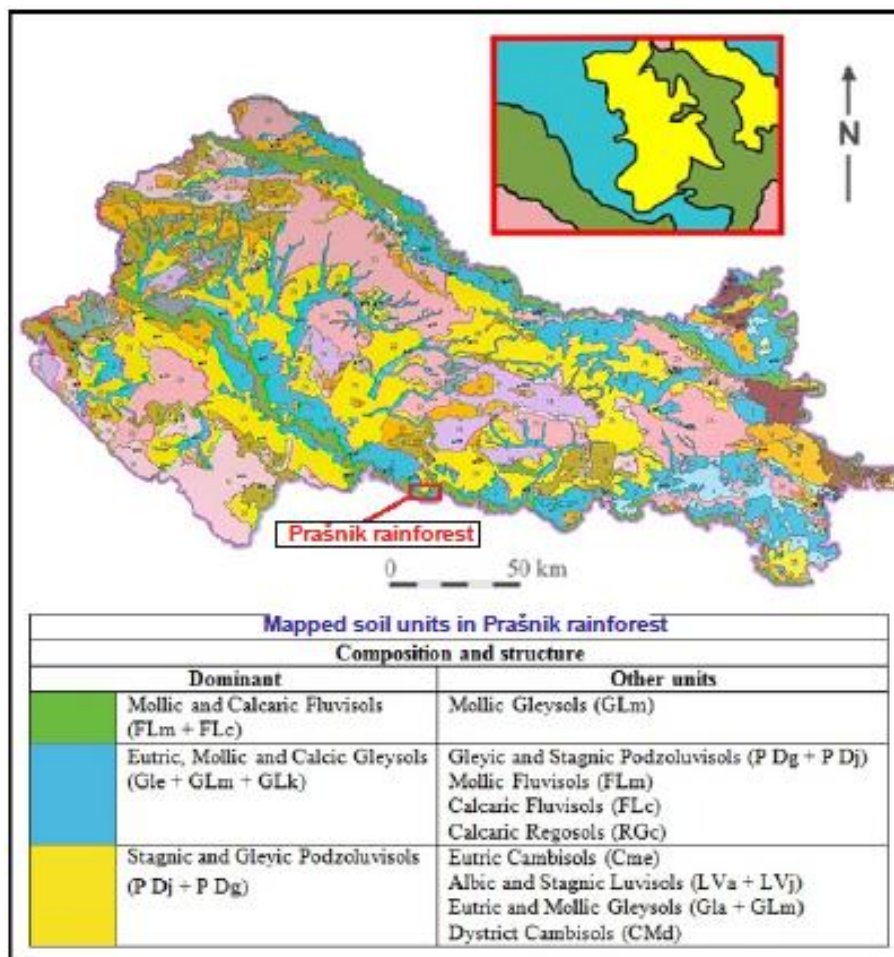 N
Prašnik rainforest
0 50 km
Mapped soil units in Prašnik rainforest
Composition and structure
Dominant Other units
Mollic and Calcaric Fluvisols
(FLm + FLc)
Mollic Gleysols (GLm)
Eutric, Mollic and Calcic Gleysols
(Gle + GLm + GLk)
Gleyic and Stagnic Podzoluvisols (P Dg + P Dj)
Mollic Fluvisols (FLm)
Calcaric Fluvisols (FLc)
Calcaric Regosols (RGc)
Stagnic and Gleyic Podzoluvisols
(P Dj + P Dg)
Eutric Cambisols (Cme)
Albic and Stagnic Luvisols (LVa + LVj)
Eutric and Mollic Gleysols (Gla + GLm)
Dystrict Cambisols (CMd)